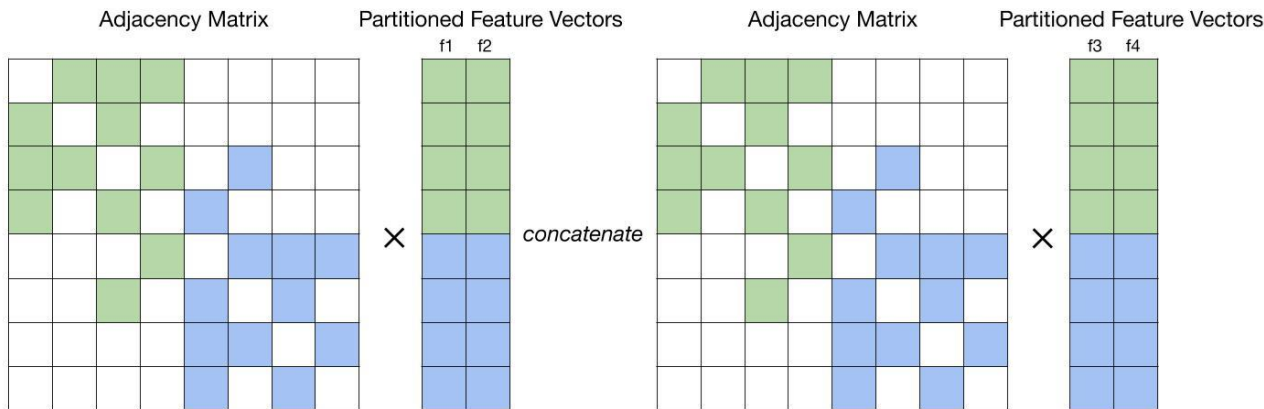 Adjacency Matrix
Partitioned Feature Vectors
f1 f2
×
concatenate
Adjacency Matrix
Partitioned Feature Vectors
f3 f4
×